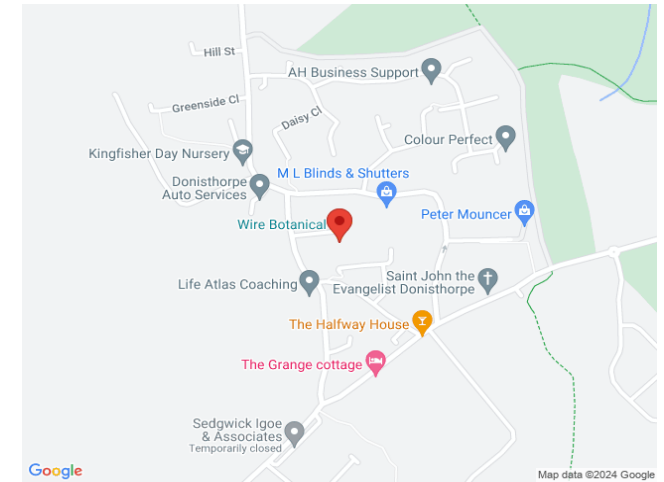 Hill St
AH Business Support
Greenside Cl
Daisy Cl
Colour Perfect
Kingfisher Day Nursery
M L Blinds & Shutters
Donisthorpe
Auto Services
Peter Mouncer
Wire Botanical
Saint John the
Evangelist Donisthorpe
Life Atlas Coaching
The Halfway House
The Grange cottage
Sedgwick Igoe
& Associates
Temporarily closed
Google
Map data ©2024 Google